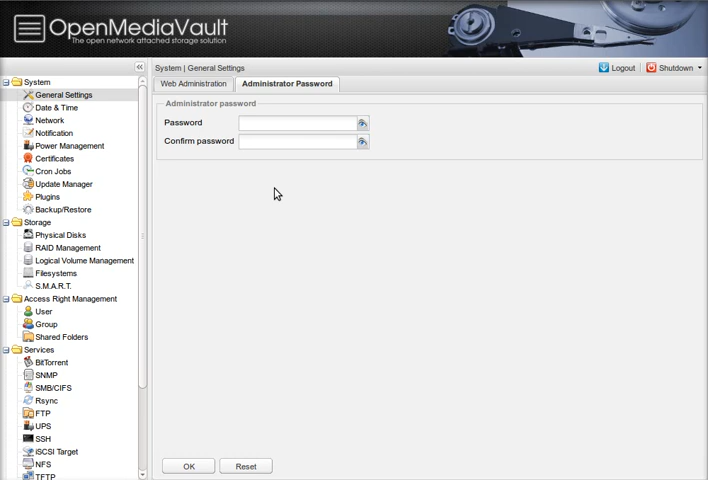 OpenMediaVault
The open network attached storage solution
System | General Settings
Logout
Shutdown
Web Administration
Administrator Password
Administrator password
Password
Confirm password
OK
Reset
System
General Settings
Date & Time
Network
Notification
Power Management
Certificates
Cron Jobs
Update Manager
Plugins
Backup/Restore
Storage
Physical Disks
RAID Management
Logical Volume Management
Filesystems
S.M.A.R.T.
Access Right Management
User
Group
Shared Folders
Services
BitTorrent
SNMP
SMB/CIFS
Rsync
FTP
UPS
SSH
iSCSI Target
NFS
TFTP